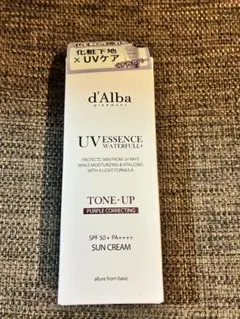 化粧下地
×UVケア
d'Alba
UV ESSENCE
WATERFULL+
PROTECTS SKIN FROM UV RAYS
WHILE MOISTURIZING & VITALIZING
WITH A LIGHT FORMULA
TONE-UP
PURPLE CORRECTING
SPF 50+ PA++++
SUN CREAM
allure from basic